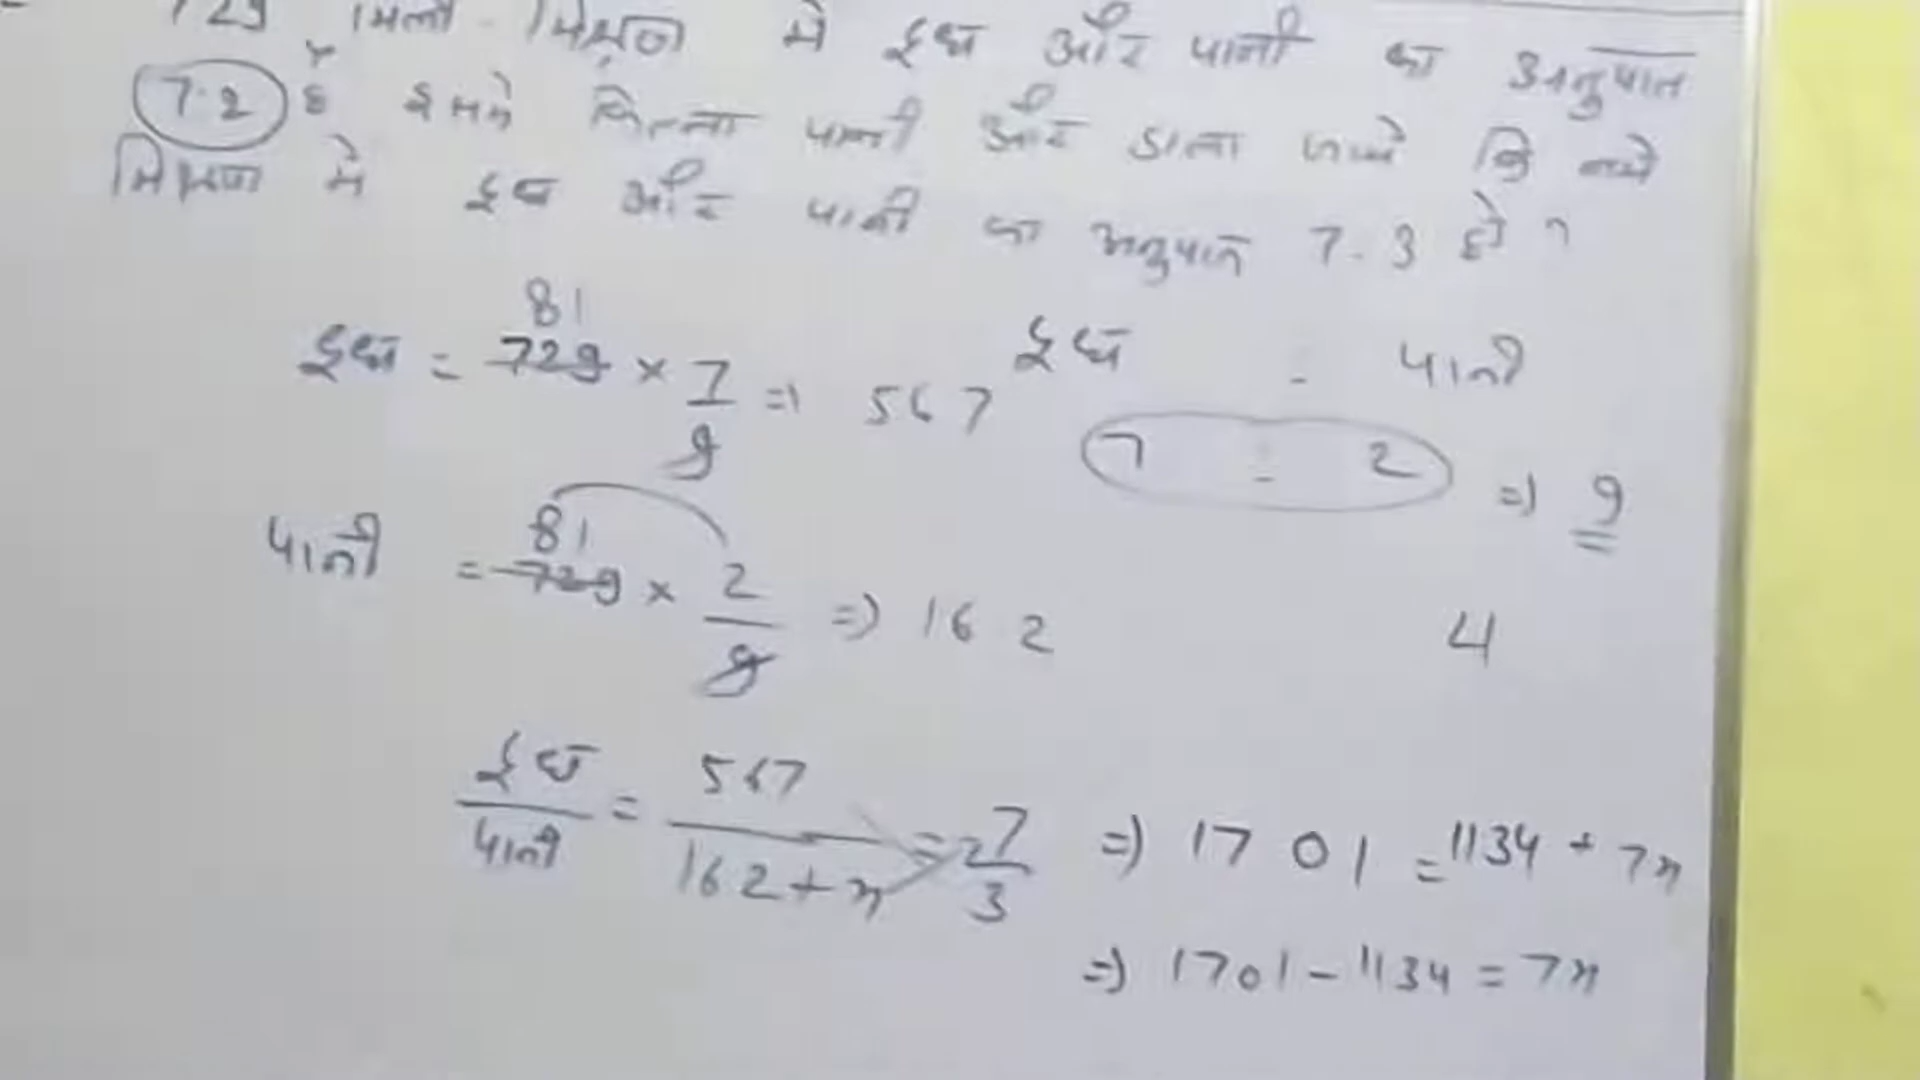 729 मिली मिश्रण में दूध और पानी का अनुपात
7:2 है इसमें कितना पानी और डाला जाये कि नये
मिश्रण में दूध और पानी का अनुपात 7:3 हो ?
81
दूध = 729 × 7/9 => 567
दूध : पानी
7 : 2 => 9
81
पानी = 729 × 2/9 => 162
4
दूध/पानी = 567/162+x = 7/3 => 1701 = 1134 + 7x
=> 1701 - 1134 = 7x